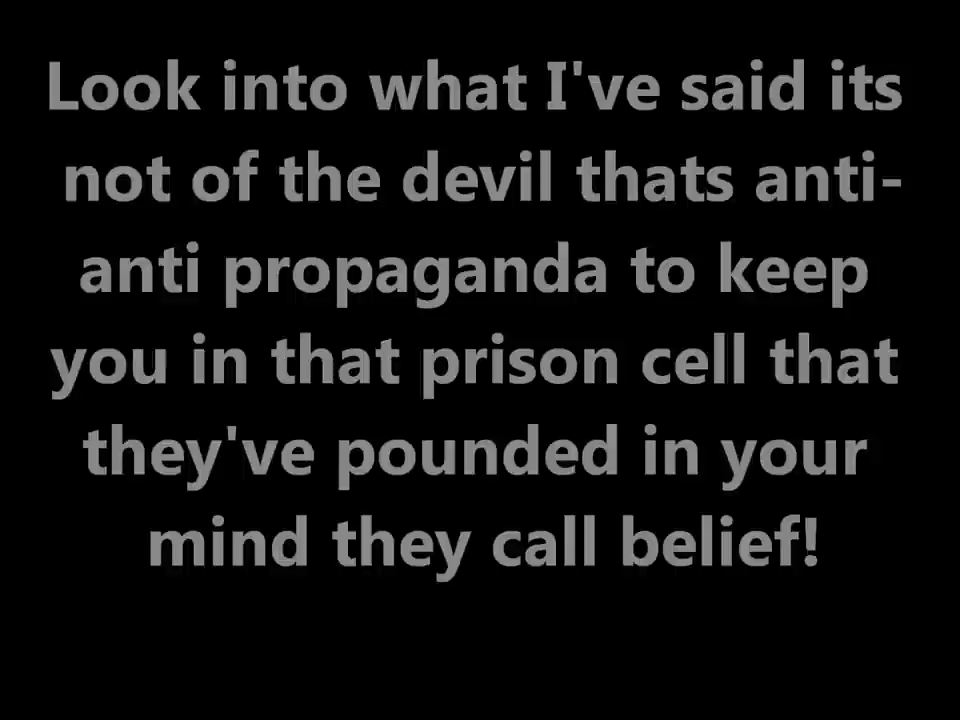 Look into what I've said its
not of the devil thats anti-
anti propaganda to keep
you in that prison cell that
they've pounded in your
mind they call belief!